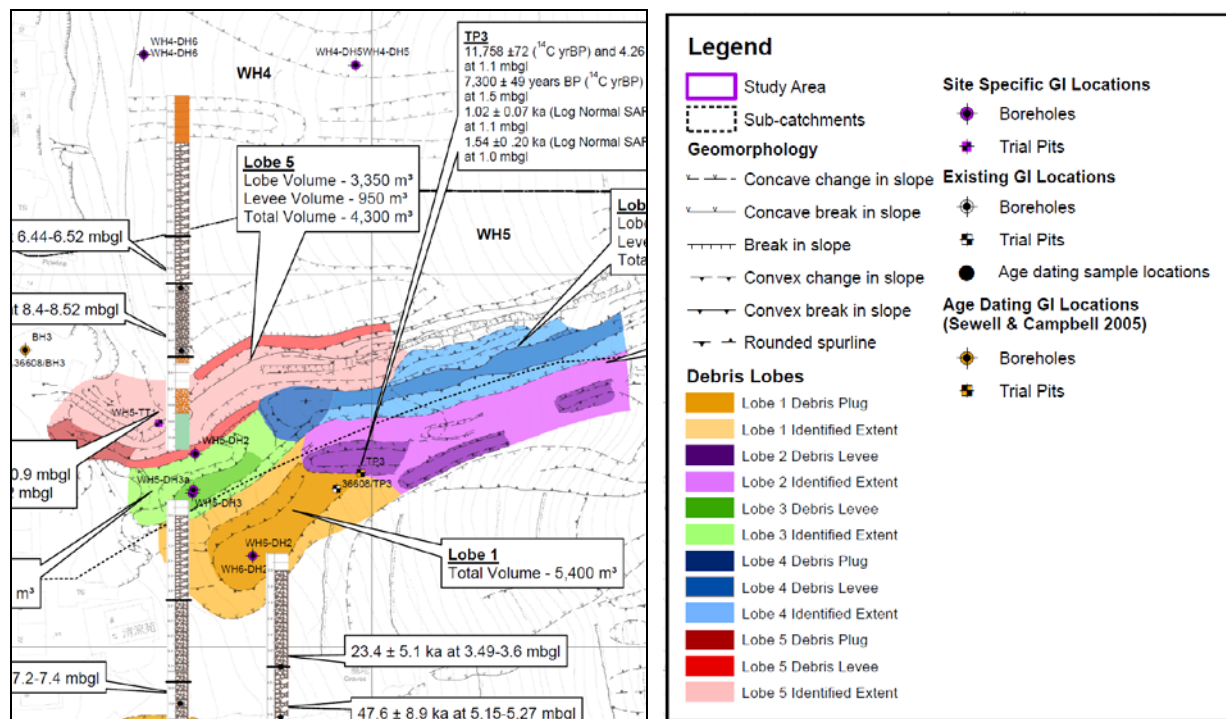 WH4-DH6
WH4-DH6
WH4-DH5WH4-DH5
WH4
TP3
11,758 ±72 (¹⁴C yrBP) and 4.26
at 1.1 mbgl
7,300 ± 49 years BP (¹⁴C yrBP)
at 1.5 mbgl
1.02 ± 0.07 ka (Log Normal SAR
at 1.1 mbgl
1.54 ±0 .20 ka (Log Normal SAR
at 1.0 mbgl
Lobe 5
Lobe Volume - 3,350 m³
Levee Volume - 950 m³
Total Volume - 4,300 m³
6.44-6.52 mbgl
WH5
Lob
Lobe
Leve
Total
8.4-8.52 mbgl
BH3
36608/BH3
WH5-TT1
WH5-DH2
0.9 mbgl
2 mbgl
WH5-DH3a
WH5-DH3
TP3
36608/TP3
WH6-DH2
WH6-DH2
Lobe 1
Total Volume - 5,400 m³
m³
23.4 ± 5.1 ka at 3.49-3.6 mbgl
Graves
7.2-7.4 mbgl
47.6 ± 8.9 ka at 5.15-5.27 mbgl
Legend
Study Area
Sub-catchments
Geomorphology
Concave change in slope
Concave break in slope
Break in slope
Convex change in slope
Convex break in slope
Rounded spurline
Debris Lobes
Lobe 1 Debris Plug
Lobe 1 Identified Extent
Lobe 2 Debris Levee
Lobe 2 Identified Extent
Lobe 3 Debris Levee
Lobe 3 Identified Extent
Lobe 4 Debris Plug
Lobe 4 Debris Levee
Lobe 4 Identified Extent
Lobe 5 Debris Plug
Lobe 5 Debris Levee
Lobe 5 Identified Extent
Site Specific GI Locations
Boreholes
Trial Pits
Existing GI Locations
Boreholes
Trial Pits
Age dating sample locations
Age Dating GI Locations
(Sewell & Campbell 2005)
Boreholes
Trial Pits